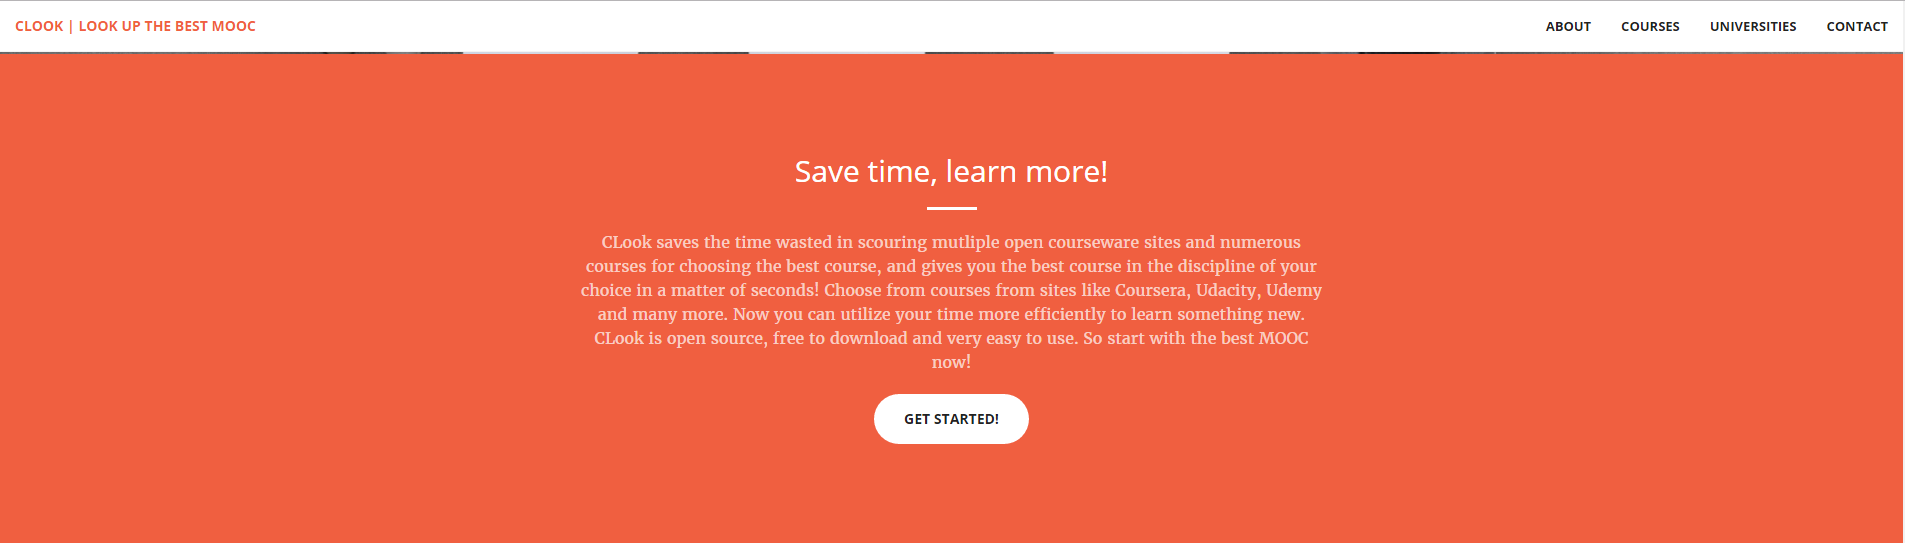 CLOOK | LOOK UP THE BEST MOOC
ABOUT COURSES UNIVERSITIES CONTACT
Save time, learn more!
CLook saves the time wasted in scouring mutliple open courseware sites and numerous
courses for choosing the best course, and gives you the best course in the discipline of your
choice in a matter of seconds! Choose from courses from sites like Coursera, Udacity, Udemy
and many more. Now you can utilize your time more efficiently to learn something new.
CLook is open source, free to download and very easy to use. So start with the best MOOC
now!
GET STARTED!